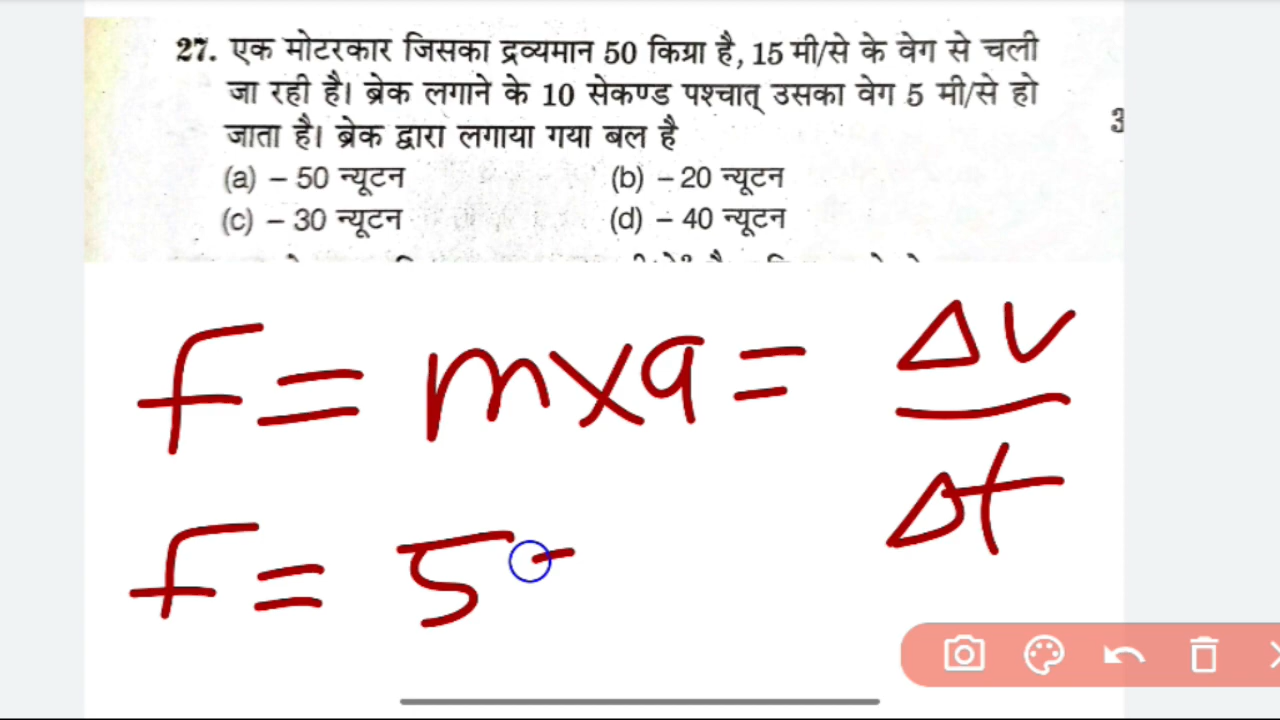 27. एक मोटरकार जिसका द्रव्यमान 50 किग्रा है, 15 मी/से के वेग से चली
जा रही है। ब्रेक लगाने के 10 सेकण्ड पश्चात् उसका वेग 5 मी/से हो
जाता है। ब्रेक द्वारा लगाया गया बल है
3
(a) – 50 न्यूटन (b) – 20 न्यूटन
(c) – 30 न्यूटन (d) – 40 न्यूटन
f = m×a = Δv
Δt
f = 5